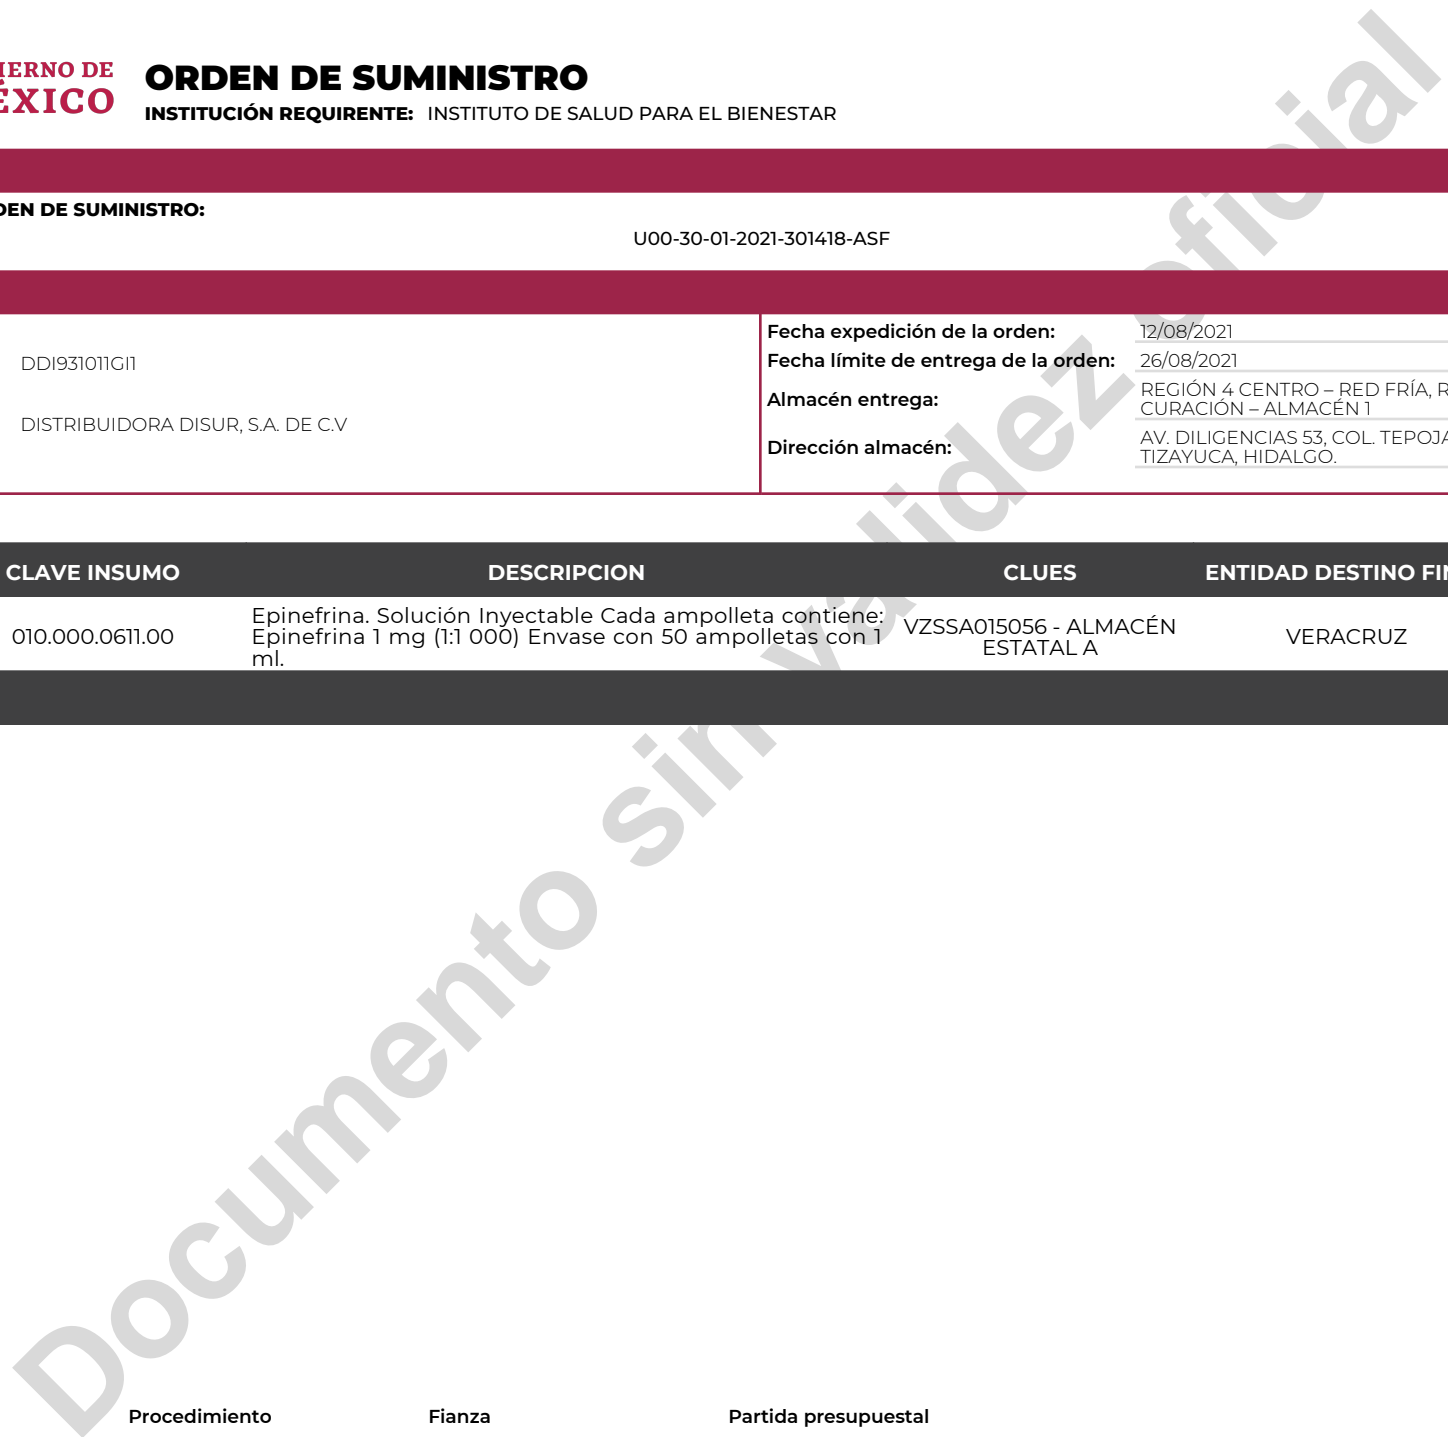 IERNO DE
ÉXICO
ORDEN DE SUMINISTRO
INSTITUCIÓN REQUIRENTE: INSTITUTO DE SALUD PARA EL BIENESTAR
DEN DE SUMINISTRO:
U00-30-01-2021-301418-ASF
DDI931011GI1
DISTRIBUIDORA DISUR, S.A. DE C.V
Fecha expedición de la orden: 12/08/2021
Fecha límite de entrega de la orden: 26/08/2021
Almacén entrega: REGIÓN 4 CENTRO – RED FRÍA, R
CURACIÓN – ALMACÉN 1
Dirección almacén: AV. DILIGENCIAS 53, COL. TEPOJA
TIZAYUCA, HIDALGO.
CLAVE INSUMO DESCRIPCION CLUES ENTIDAD DESTINO FIN
010.000.0611.00
Epinefrina. Solución Inyectable Cada ampolleta contiene:
Epinefrina 1 mg (1:1 000) Envase con 50 ampolletas con 1
ml.
VZSSA015056 - ALMACÉN
ESTATAL A
VERACRUZ
Documento sin validez oficial
Procedimiento Fianza Partida presupuestal